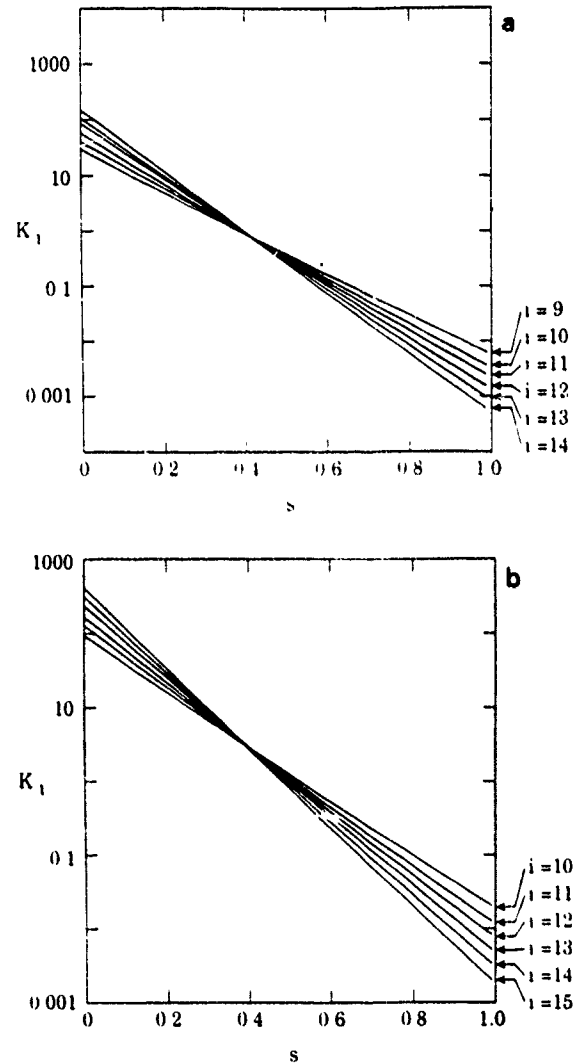 a
1000
10
K₁
0 1
0 001
0 0 2 0 4 0 6 0 8 1.0
s
ı = 9
ı = 10
ı = 11
i = 12
ı = 13
ı = 14
b
1000
10
K₁
0 1
0 001
0 0 2 0 4 0 6 0 8 1.0
s
i = 10
ı = 11
ı = 12
ı = 13
ı = 14
ı = 15